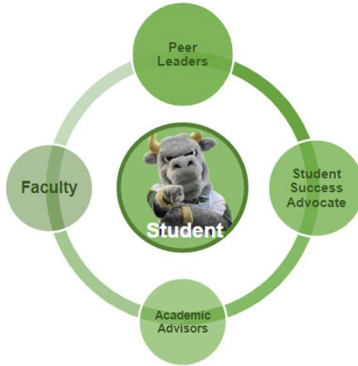 Peer
Leaders
Faculty
Student
Student
Success
Advocate
Academic
Advisors